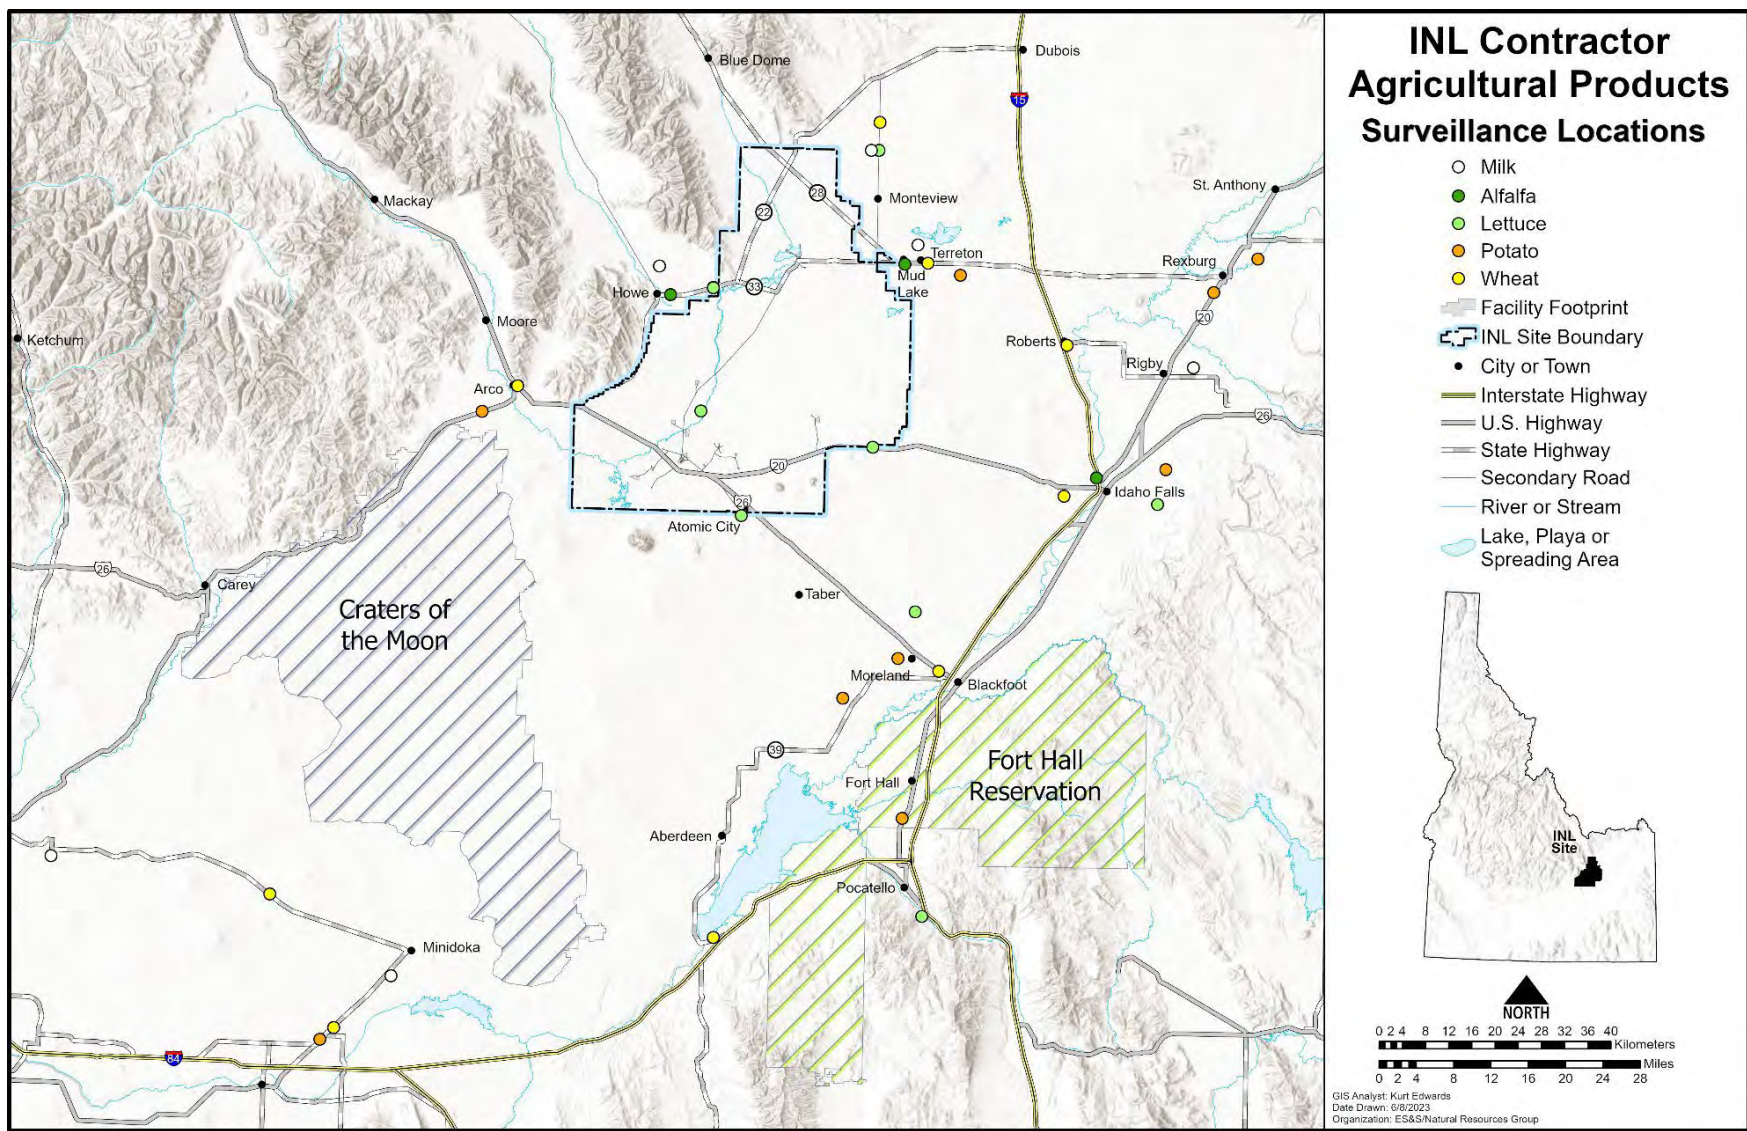 INL Contractor
Agricultural Products
Surveillance Locations
Milk
Alfalfa
Lettuce
Potato
Wheat
Facility Footprint
INL Site Boundary
City or Town
Interstate Highway
U.S. Highway
State Highway
Secondary Road
River or Stream
Lake, Playa or
Spreading Area
INL
Site
NORTH
0 2 4 8 12 16 20 24 28 32 36 40
Kilometers
Miles
0 2 4 8 12 16 20 24 28
GIS Analyst: Kurt Edwards
Date Drawn: 6/8/2023
Organization: ES&S/Natural Resources Group
Dubois
Blue Dome
15
St. Anthony
28
Mackay
Monteview
22
Terreton
Rexburg
Mud
Lake
33
Howe
20
Moore
Ketchum
Roberts
Rigby
Arco
26
20
Idaho Falls
26
Atomic City
26
Carey
Taber
Craters of
the Moon
Moreland
Blackfoot
39
Fort Hall
Reservation
Fort Hall
Aberdeen
Pocatello
Minidoka
84